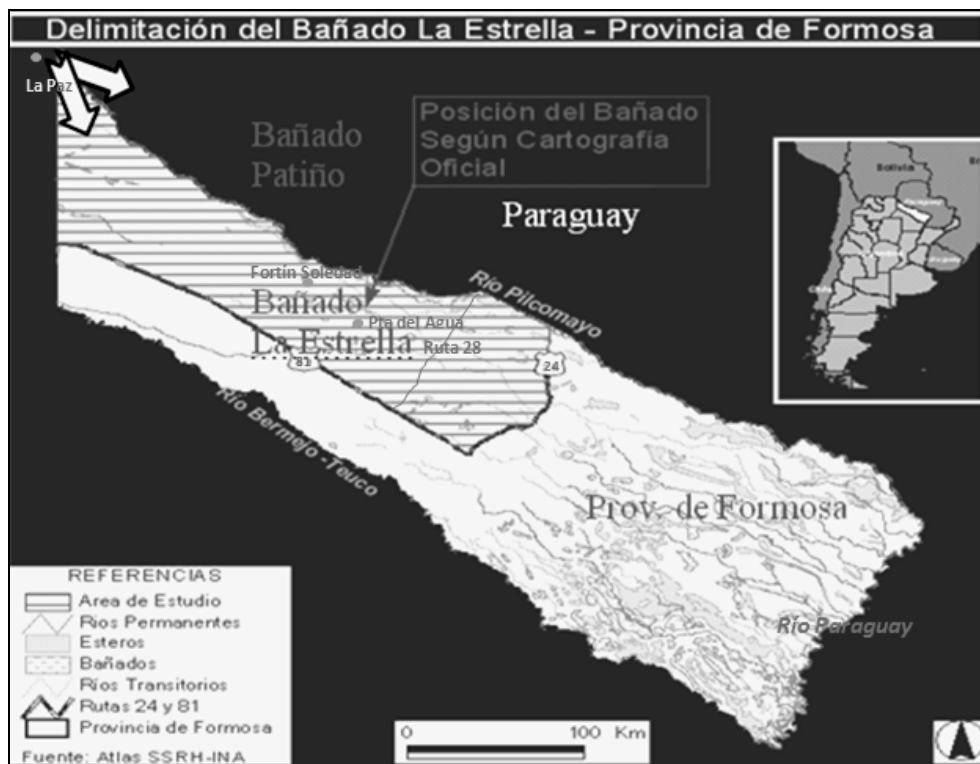 Delimitación del Bañado La Estrella - Provincia de Formosa
La Paz
Bañado
Patiño
Posición del Bañado
Según Cartografía
Oficial
Paraguay
Bolivia
Paraguay
Fortín Soledad
Bañado
La Estrella
Pta del Agua
Ruta 28
Río Pilcomayo
81
24
Río Bermejo -Teuco
Prov. de Formosa
Río Paraguay
REFERENCIAS
Area de Estudio
Rios Permanentes
Esteros
Bañados
Ríos Transitorios
Rutas 24 y 81
Provincia de Formosa
Fuente: Atlas SSRH-INA
0 100 Km